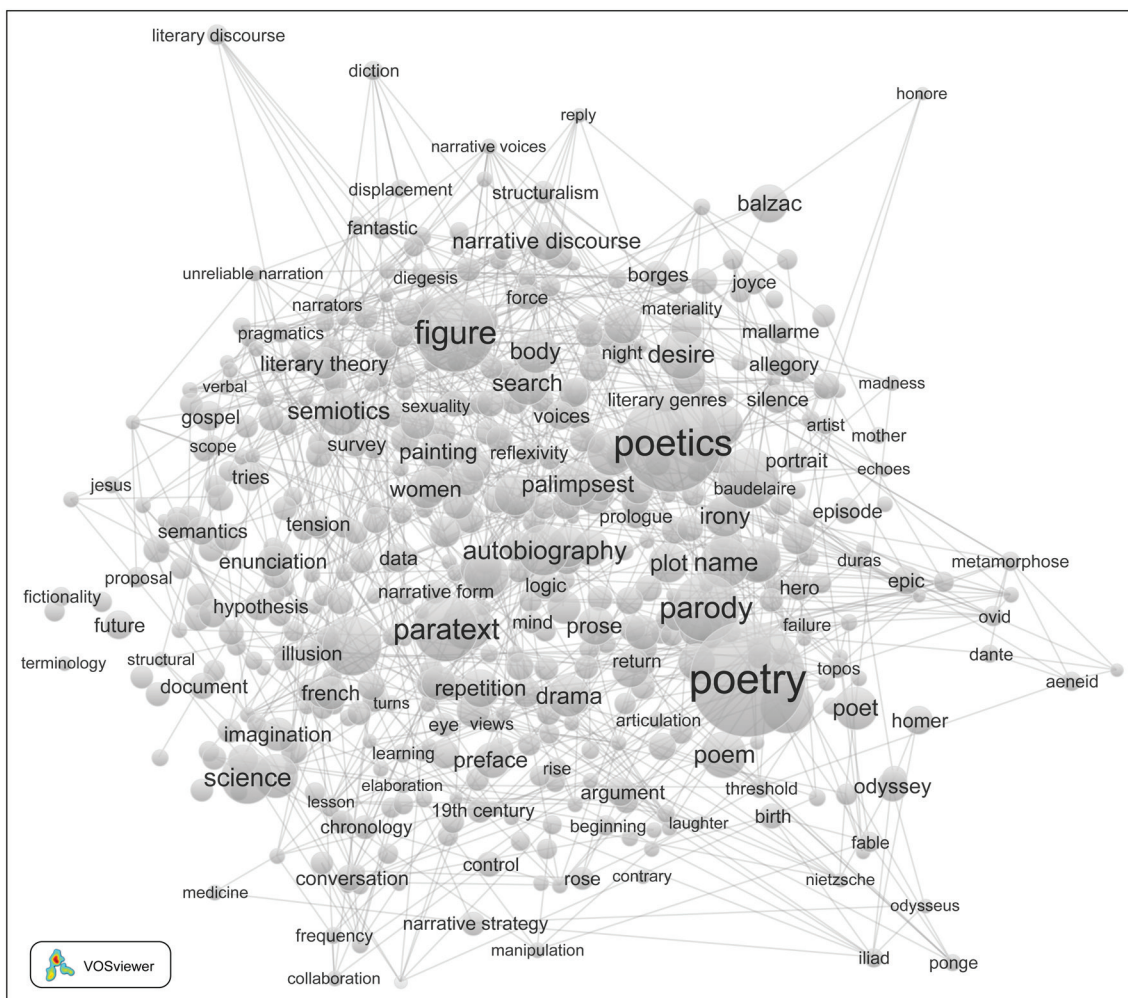 literary discourse
diction
honore
reply
narrative voices
displacement
structuralism
balzac
fantastic
narrative discourse
unreliable narration
diegesis
borges
joyce
force
narrators
materiality
figure
pragmatics
mallarme
body
night
desire
literary theory
allegory
search
verbal
madness
literary genres
silence
semiotics
sexuality
gospel
voices
artist
mother
scope
survey
painting
reflexivity
poetics
portrait
echoes
tries
jesus
women
palimpsest
baudelaire
episode
prologue
irony
tension
semantics
autobiography
enunciation
data
plot
name
duras
metamorphose
proposal
logic
epic
narrative form
hero
fictionality
hypothesis
parody
ovid
future
paratext
mind
prose
failure
illusion
dante
terminology
structural
return
topos
poetry
aeneid
document
french
repetition
drama
turns
poet
articulation
homer
eye
views
imagination
learning
preface
poem
rise
science
elaboration
argument
threshold
odyssey
lesson
19th century
chronology
beginning
laughter
birth
fable
control
conversation
rose
contrary
nietzsche
medicine
odysseus
narrative strategy
frequency
manipulation
iliad
ponge
collaboration
VOSviewer